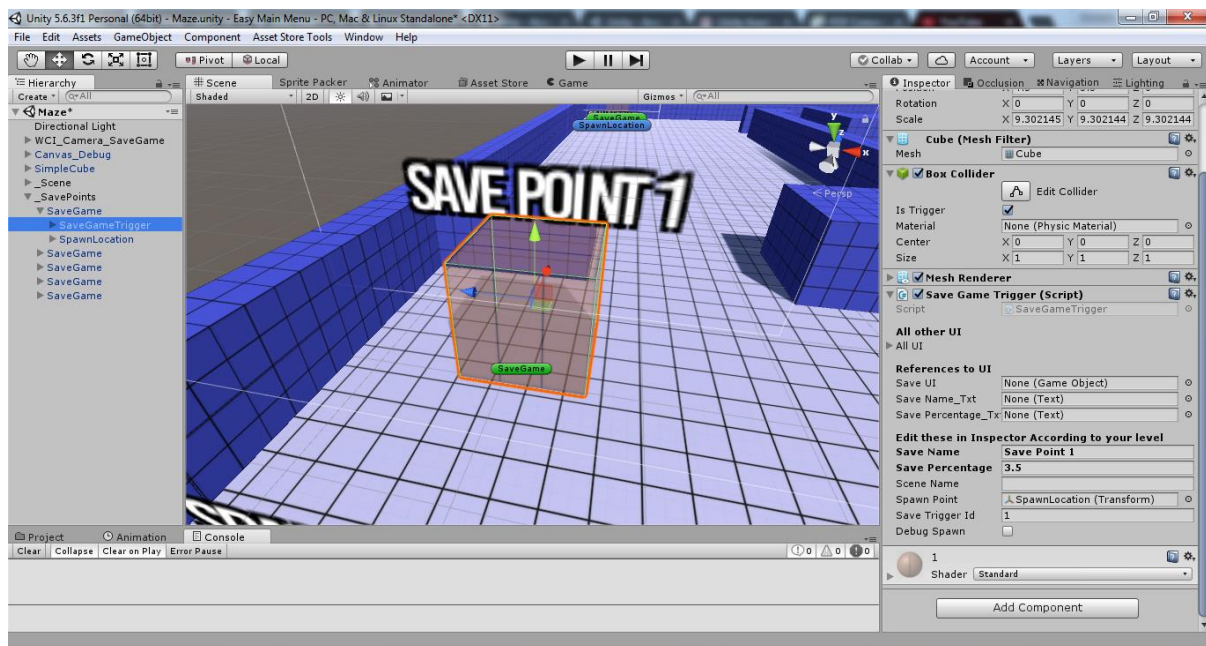 Unity 5.6.3f1 Personal (64bit) - Maze.unity - Easy Main Menu - PC, Mac & Linux Standalone* <DX11>
File Edit Assets GameObject Component Asset Store Tools Window Help
Pivot Local Collab Account Layers Layout
Hierarchy
Create All
Maze*
Directional Light
WCI_Camera_SaveGame
Canvas_Debug
SimpleCube
_Scene
_SavePoints
SaveGame
SaveGameTrigger
SpawnLocation
SaveGame
SaveGame
SaveGame
SaveGame
Scene Sprite Packer Animator Asset Store Game
Shaded 2D Gizmos All
SaveGame
SpawnLocation
y
z
x
Persp
SAVE POINT 1
SaveGame
Project Animation Console
Clear Collapse Clear on Play Error Pause 0 0 0
Inspector Occlusion Navigation Lighting
Rotation X 0 Y 0 Z 0
Scale X 9.302145 Y 9.302144 Z 9.302144
Cube (Mesh Filter)
Mesh Cube
Box Collider
Edit Collider
Is Trigger
Material None (Physic Material)
Center X 0 Y 0 Z 0
Size X 1 Y 1 Z 1
Mesh Renderer
Save Game Trigger (Script)
Script SaveGameTrigger
All other UI
All UI
References to UI
Save UI None (Game Object)
Save Name_Txt None (Text)
Save Percentage_Tx None (Text)
Edit these in Inspector According to your level
Save Name Save Point 1
Save Percentage 3.5
Scene Name
Spawn Point SpawnLocation (Transform)
Save Trigger Id 1
Debug Spawn
1
Shader Standard
Add Component